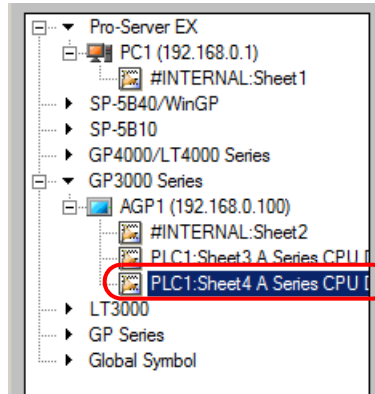 Pro-Server EX
PC1 (192.168.0.1)
#INTERNAL:Sheet1
SP-5B40/WinGP
SP-5B10
GP4000/LT4000 Series
GP3000 Series
AGP1 (192.168.0.100)
#INTERNAL:Sheet2
PLC1:Sheet3 A Series CPU
PLC1:Sheet4 A Series CPU
LT3000
GP Series
Global Symbol